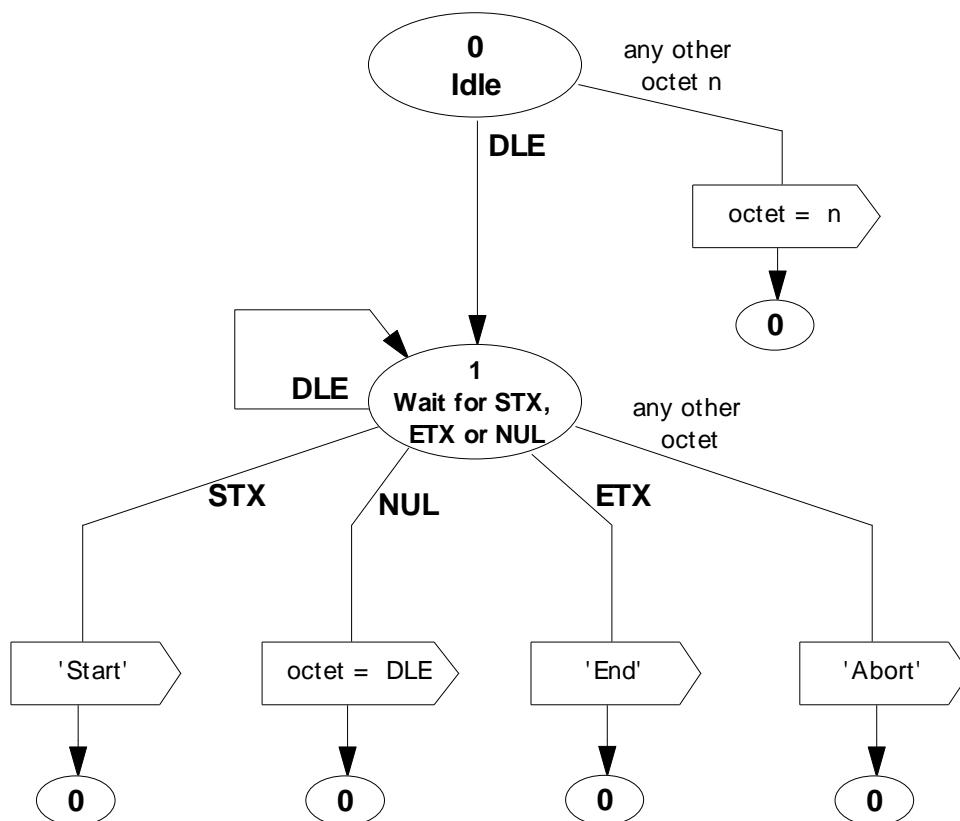 0
Idle
any other
octet n
DLE
octet = n
0
1
Wait for STX,
ETX or NUL
DLE
any other
octet
STX
NUL
ETX
'Start'
octet = DLE
'End'
'Abort'
0
0
0
0